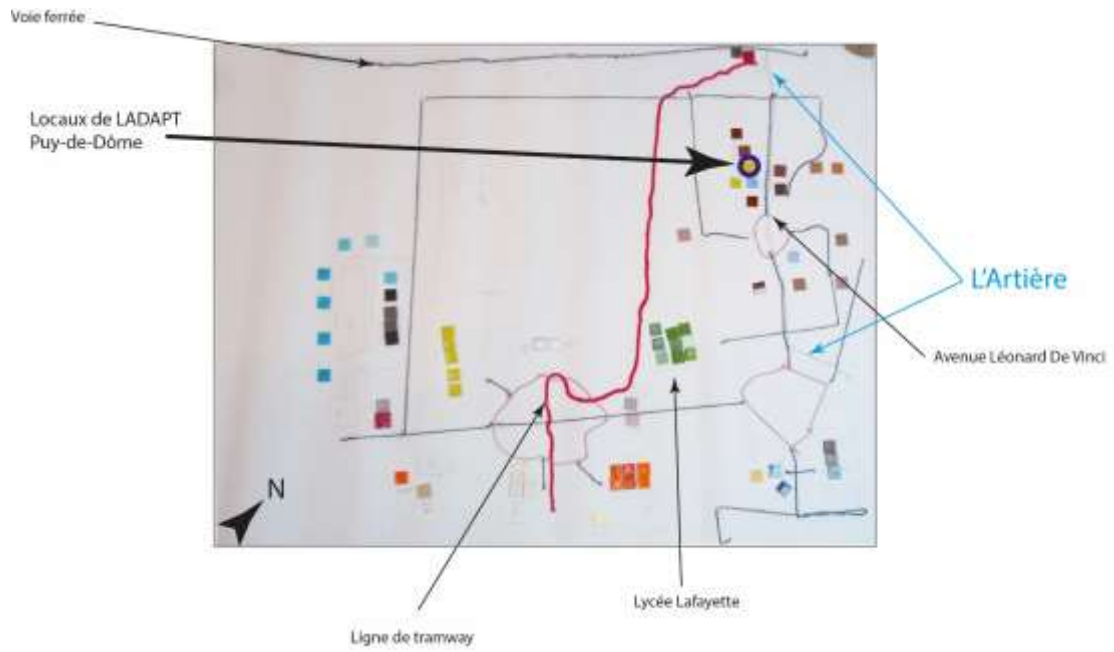 Voie ferrée
Locaux de LADAPT
Puy-de-Dôme
L'Artière
Avenue Léonard De Vinci
N
Lycée Lafayette
Ligne de tramway